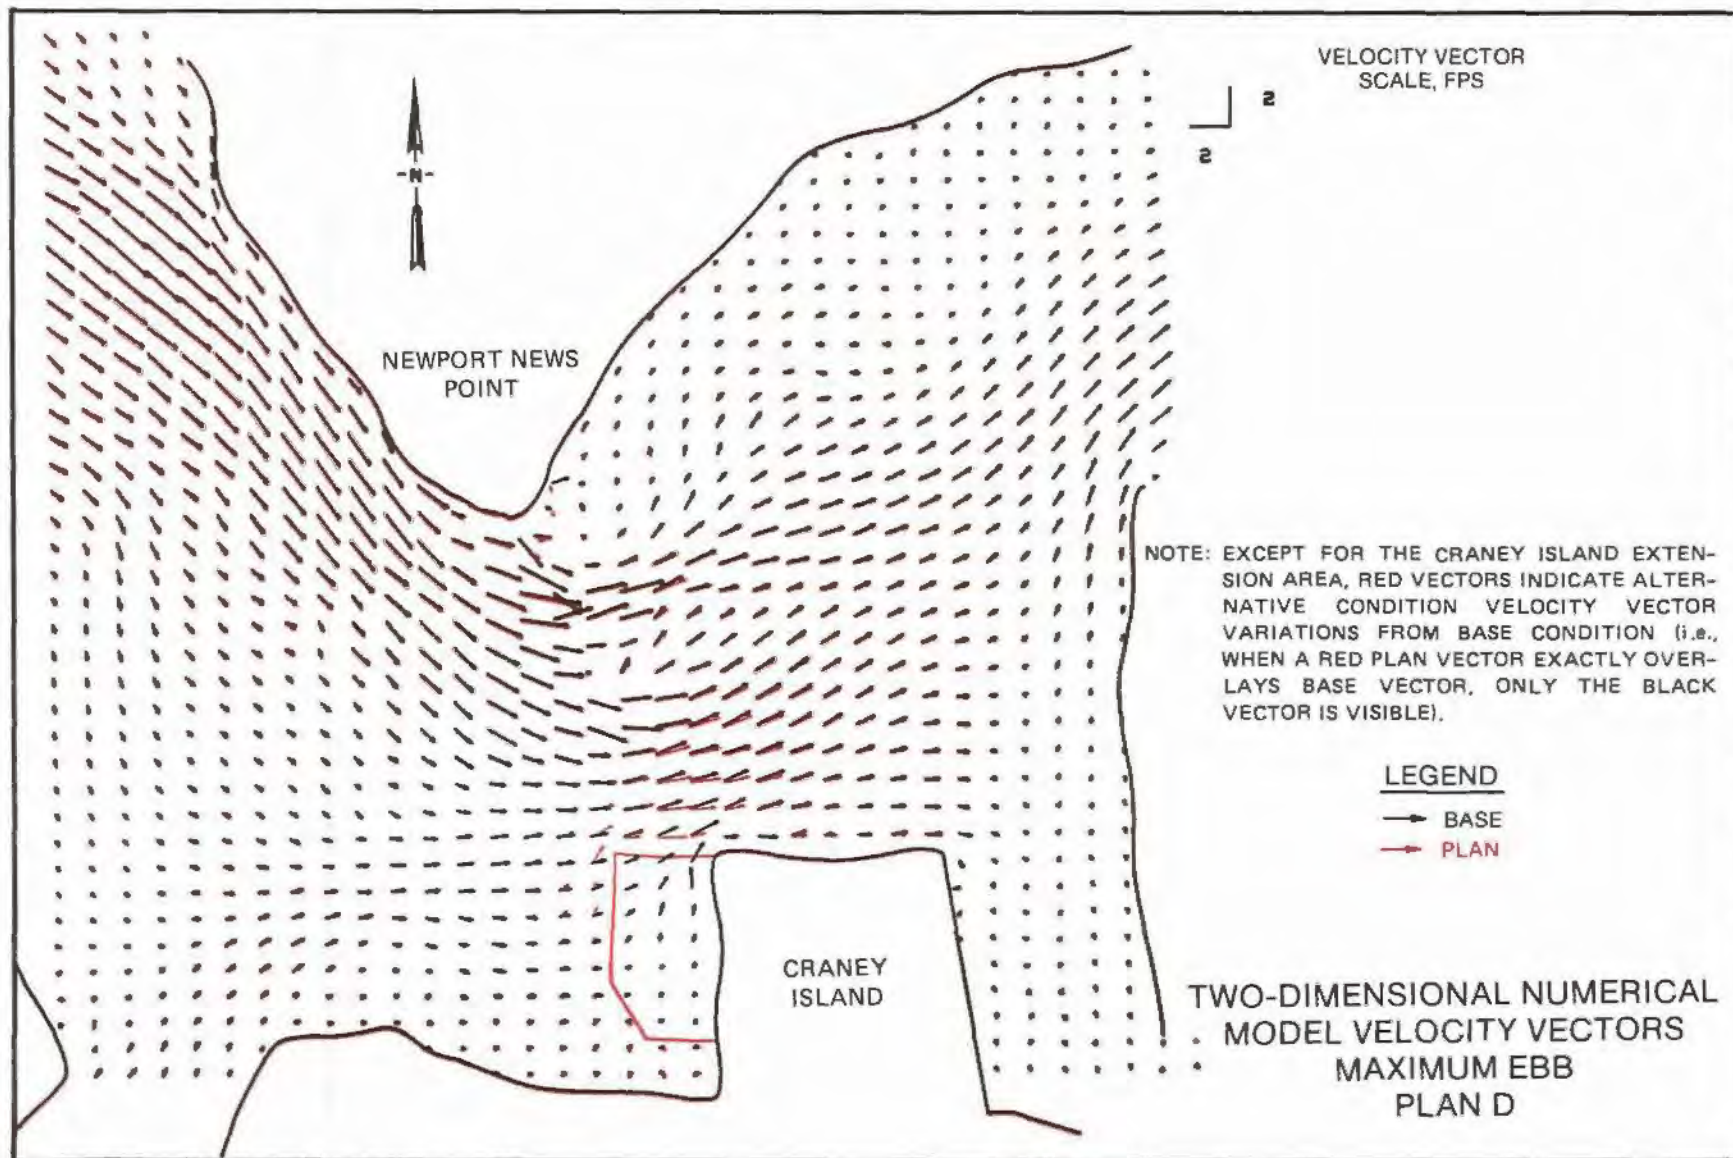 VELOCITY VECTOR
SCALE, FPS
2
2
N
NEWPORT NEWS
POINT
NOTE: EXCEPT FOR THE CRANEY ISLAND EXTEN-
SION AREA, RED VECTORS INDICATE ALTER-
NATIVE CONDITION VELOCITY VECTOR
VARIATIONS FROM BASE CONDITION (i.e.,
WHEN A RED PLAN VECTOR EXACTLY OVER-
LAYS BASE VECTOR, ONLY THE BLACK
VECTOR IS VISIBLE).
LEGEND
BASE
PLAN
CRANEY
ISLAND
TWO-DIMENSIONAL NUMERICAL
MODEL VELOCITY VECTORS
MAXIMUM EBB
PLAN D